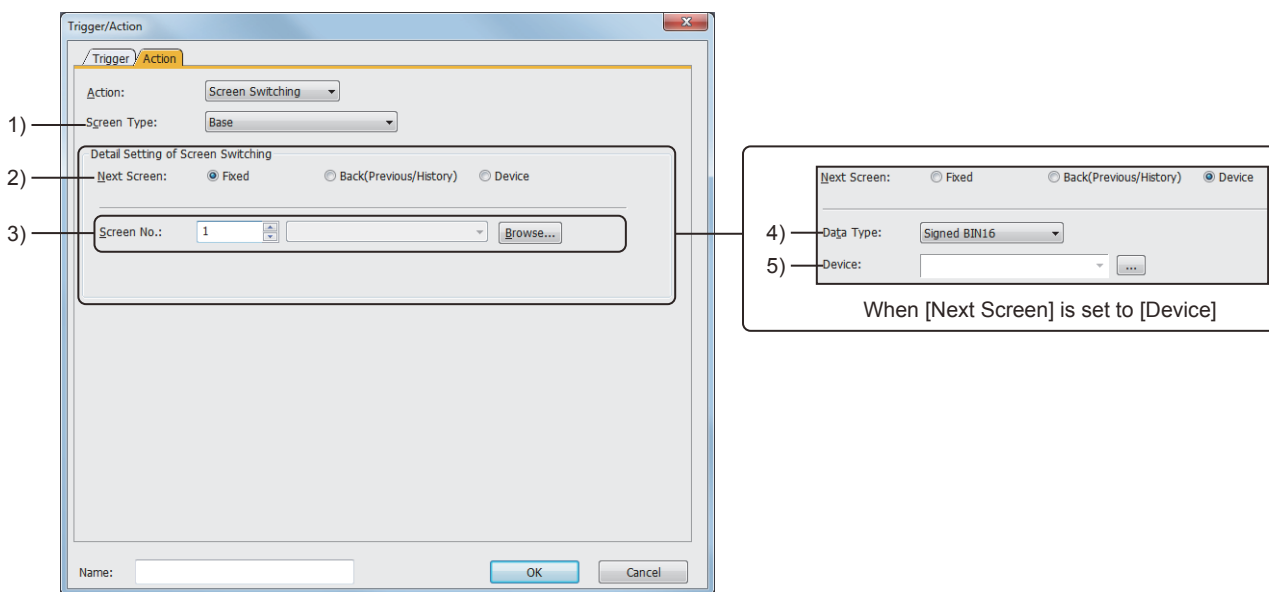 Trigger/Action
Trigger Action
Action: Screen Switching
1) Screen Type: Base
Detail Setting of Screen Switching
2) Next Screen: Fixed Back(Previous/History) Device
3) Screen No.: 1 Browse...
Name: OK Cancel
Next Screen: Fixed Back(Previous/History) Device
4) Data Type: Signed BIN16
5) Device: ...
When [Next Screen] is set to [Device]